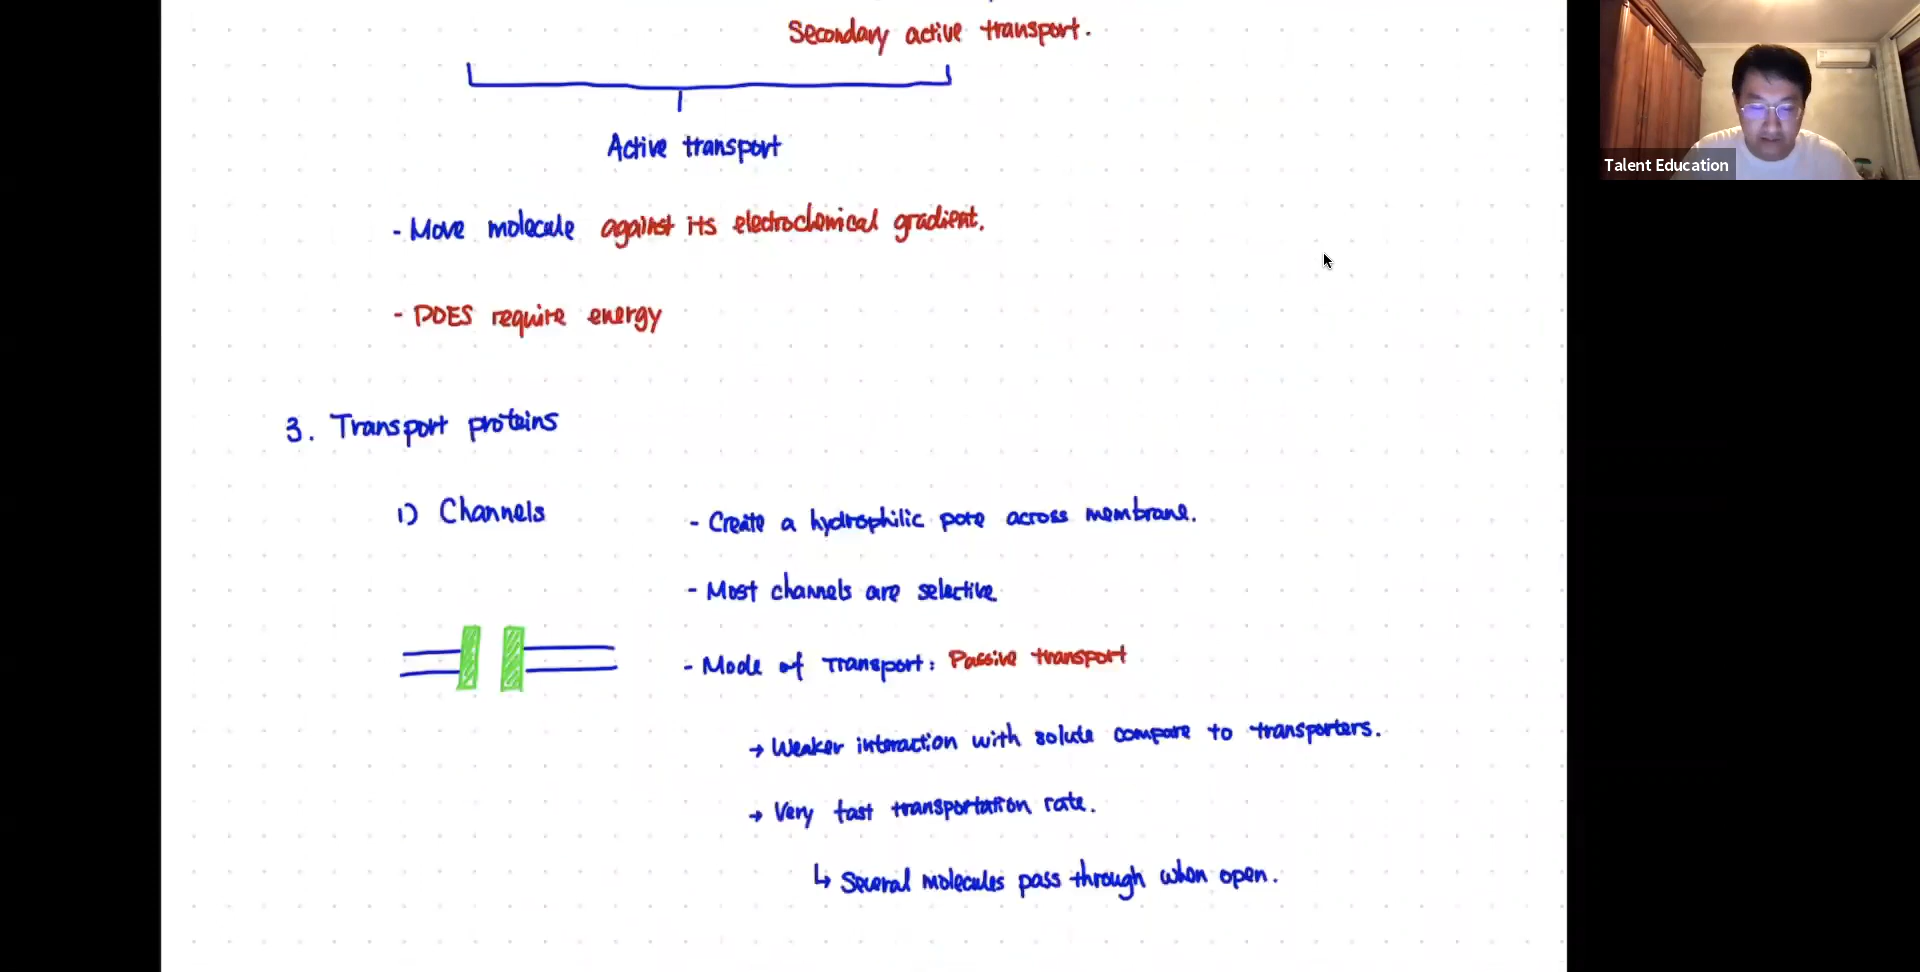 Secondary active transport.
Active transport
- Move molecule against its electrochemical gradient.
- DOES require energy
3. Transport proteins
1) Channels
- Create a hydrophilic pore across membrane.
- Most channels are selective
- Mode of transport: Passive transport
→ Weaker interaction with solute compare to transporters.
→ Very fast transportation rate.
↳ Several molecules pass through when open.
Talent Education